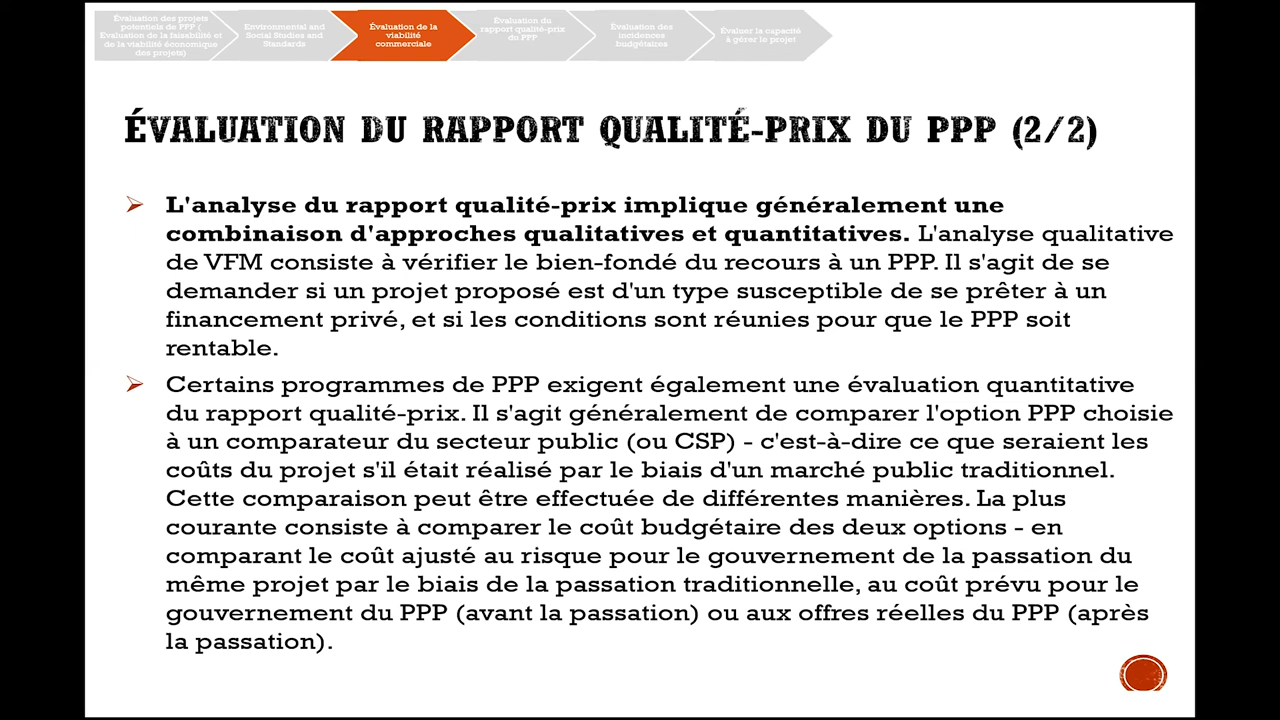 Évaluation des projets
potentiels de PPP (
Évaluation de la faisabilité et
de la viabilité économique
des projets)
Environmental and
Social Studies and
Standards
Évaluation de la
viabilité
commerciale
Évaluation du
rapport qualité-prix
du PPP
Évaluation des
incidences
budgétaires
Évaluer la capacité
à gérer le projet
ÉVALUATION DU RAPPORT QUALITÉ-PRIX DU PPP (2/2)
L'analyse du rapport qualité-prix implique généralement une
combinaison d'approches qualitatives et quantitatives. L'analyse qualitative
de VFM consiste à vérifier le bien-fondé du recours à un PPP. Il s'agit de se
demander si un projet proposé est d'un type susceptible de se prêter à un
financement privé, et si les conditions sont réunies pour que le PPP soit
rentable.
Certains programmes de PPP exigent également une évaluation quantitative
du rapport qualité-prix. Il s'agit généralement de comparer l'option PPP choisie
à un comparateur du secteur public (ou CSP) - c'est-à-dire ce que seraient les
coûts du projet s'il était réalisé par le biais d'un marché public traditionnel.
Cette comparaison peut être effectuée de différentes manières. La plus
courante consiste à comparer le coût budgétaire des deux options - en
comparant le coût ajusté au risque pour le gouvernement de la passation du
même projet par le biais de la passation traditionnelle, au coût prévu pour le
gouvernement du PPP (avant la passation) ou aux offres réelles du PPP (après
la passation).